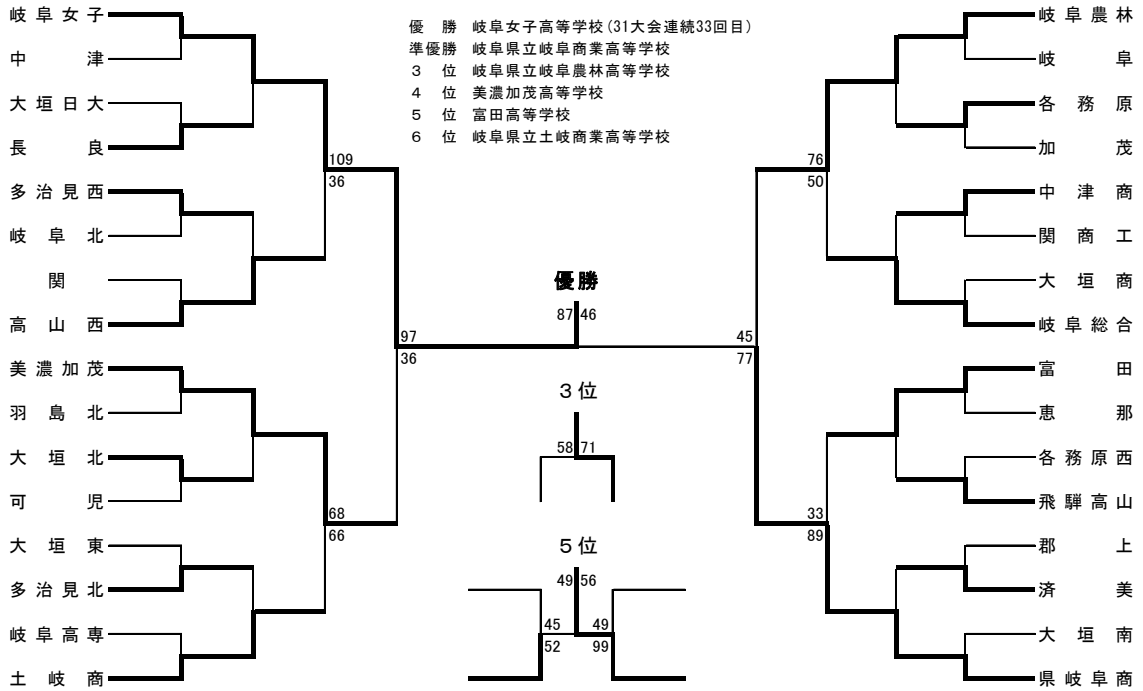 優　勝　岐阜女子高等学校(31大会連続33回目)
準優勝　岐阜県立岐阜商業高等学校
3　位　岐阜県立岐阜農林高等学校
4　位　美濃加茂高等学校
5　位　富田高等学校
6　位　岐阜県立土岐商業高等学校
岐阜女子
中津
大垣日大
長良
多治見西
岐阜北
関
高山西
美濃加茂
羽島北
大垣北
可児
大垣東
多治見北
岐阜高専
土岐商
109
36
68
66
97
36
優勝
87 46
3位
58 71
5位
49 56
45
52
49
99
45
77
76
50
33
89
岐阜農林
岐阜
各務原
加茂
中津商
関商工
大垣商
岐阜総合
富田
恵那
各務原西
飛騨高山
郡上
済美
大垣南
県岐阜商